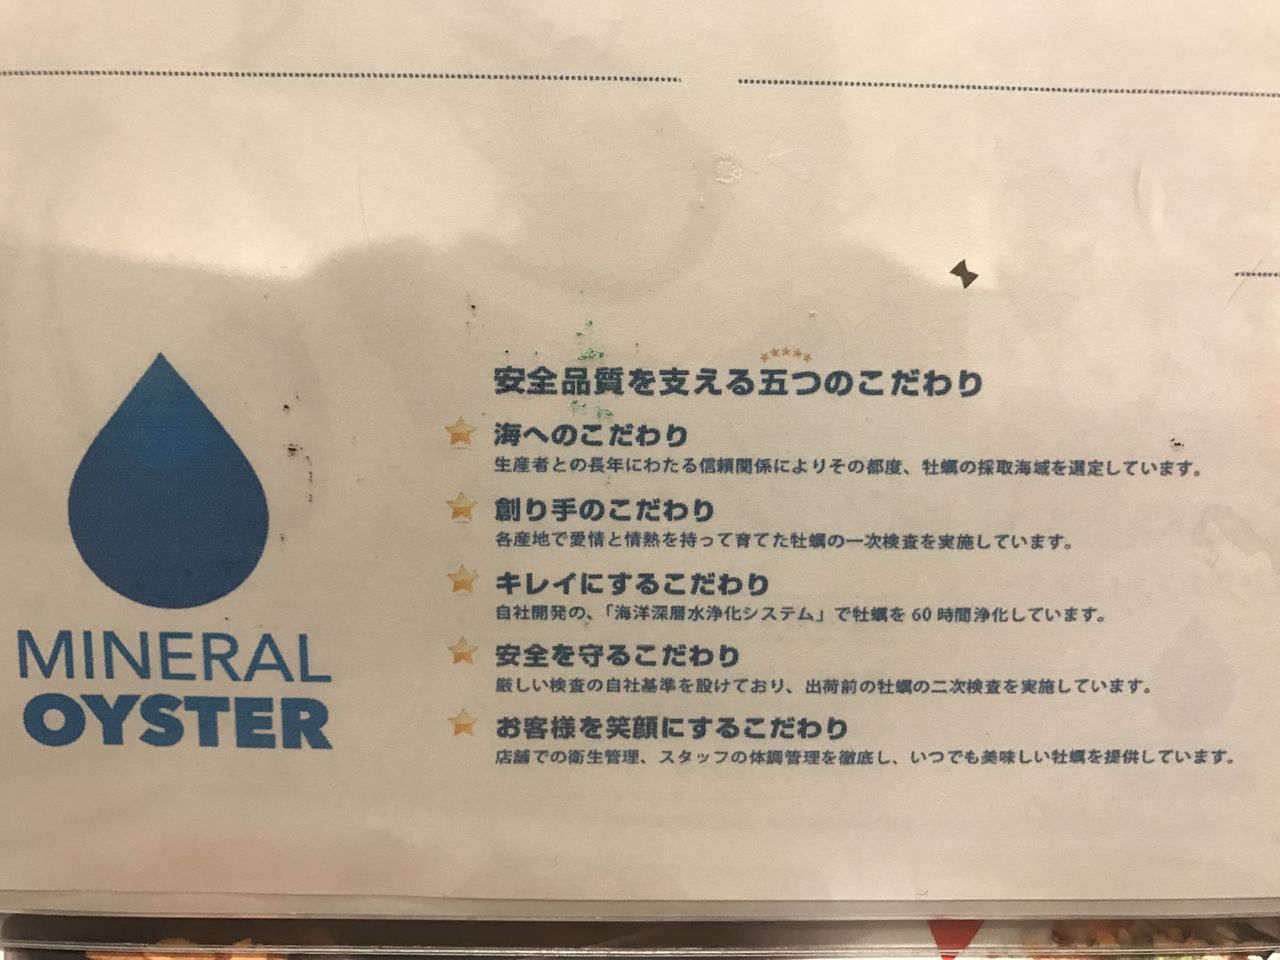 安全品質を支える五つのこだわり
海へのこだわり
生産者との長年にわたる信頼関係によりその都度、牡蠣の採取海域を選定しています。
創り手のこだわり
各産地で愛情と情熱を持って育てた牡蠣の一次検査を実施しています。
キレイにするこだわり
自社開発の、「海洋深層水浄化システム」で牡蠣を 60 時間浄化しています。
安全を守るこだわり
厳しい検査の自社基準を設けており、出荷前の牡蠣の二次検査を実施しています。
お客様を笑顔にするこだわり
店舗での衛生管理、スタッフの体調管理を徹底し、いつでも美味しい牡蠣を提供しています。
MINERAL
OYSTER